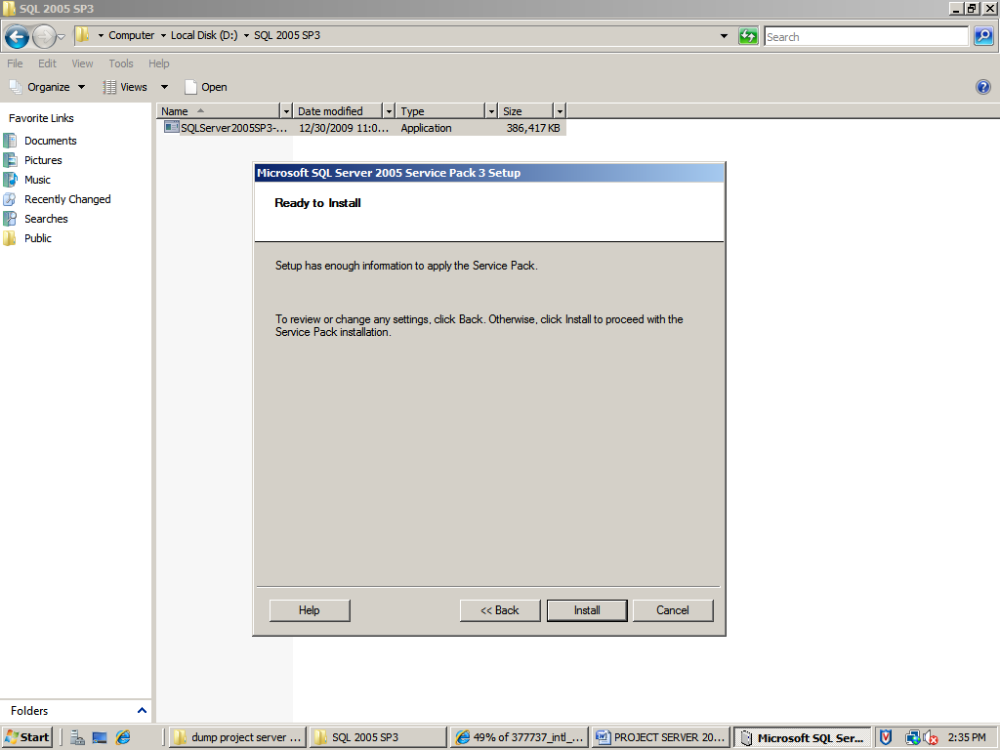 SQL 2005 SP3
Computer Local Disk (D:) SQL 2005 SP3
Search
File Edit View Tools Help
Organize Views Open
Favorite Links
Documents
Pictures
Music
Recently Changed
Searches
Public
Name Date modified Type Size
SQLServer2005SP3-... 12/30/2009 11:0... Application 386,417 KB
Microsoft SQL Server 2005 Service Pack 3 Setup
Ready to Install
Setup has enough information to apply the Service Pack.
To review or change any settings, click Back. Otherwise, click Install to proceed with the
Service Pack installation.
Help << Back Install Cancel
Folders
Start dump project server ... SQL 2005 SP3 49% of 377737_intl_... PROJECT SERVER 20... Microsoft SQL Ser... 2:35 PM